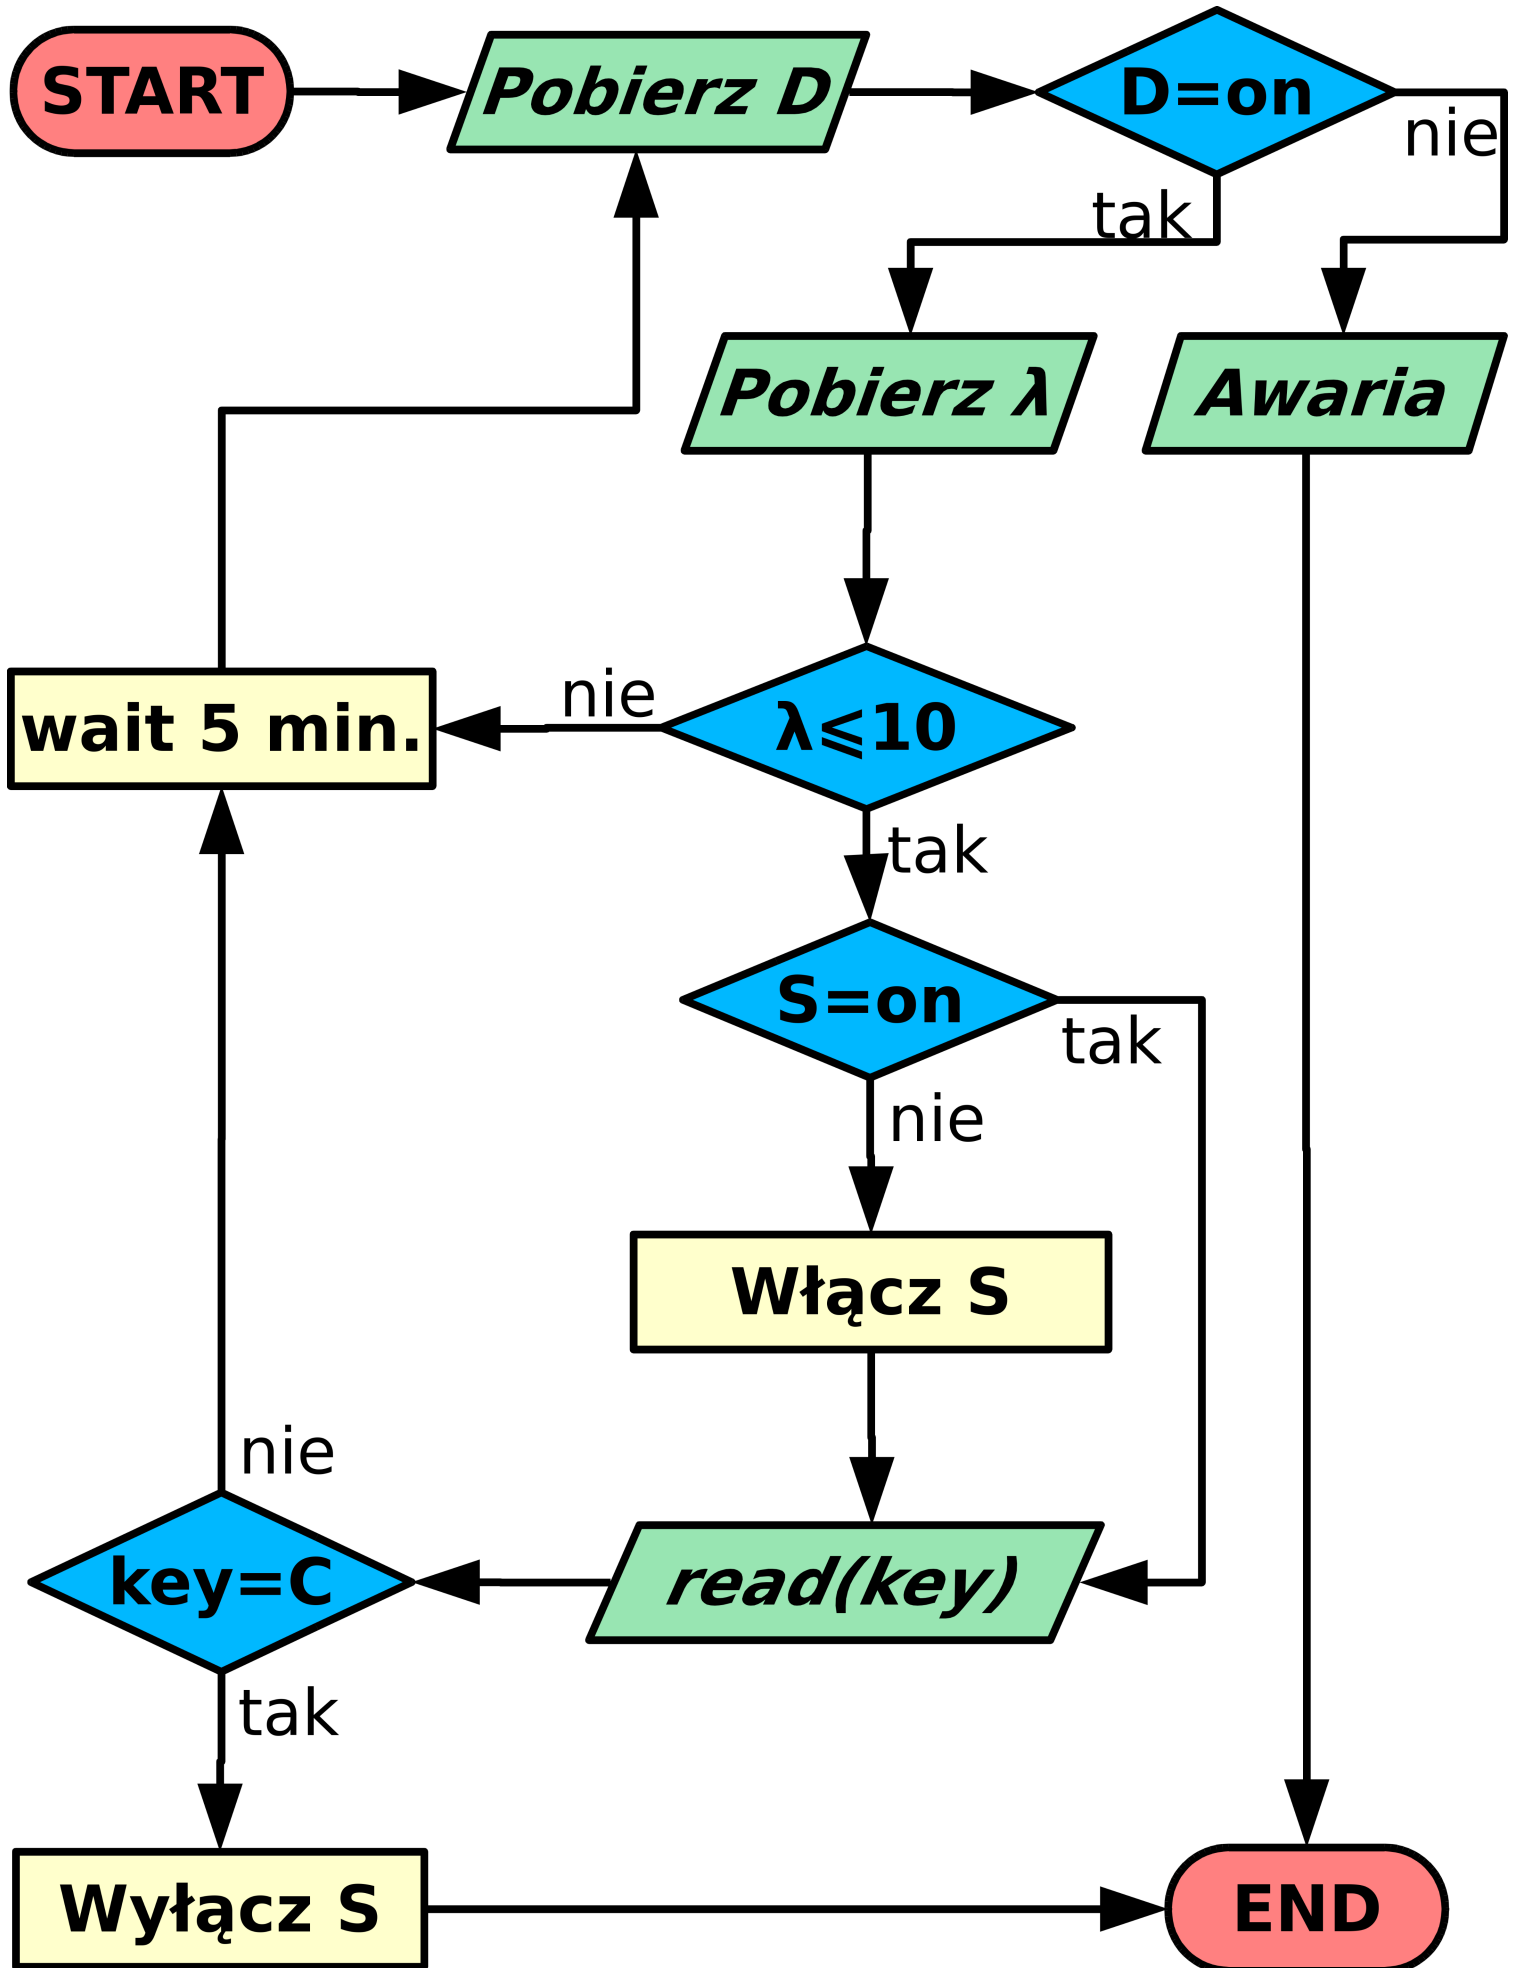 START
Pobierz D
D=on
nie
tak
Pobierz λ
Awaria
wait 5 min.
nie
λ⩽10
tak
S=on
tak
nie
Włącz S
nie
key=C
read(key)
tak
Wyłącz S
END